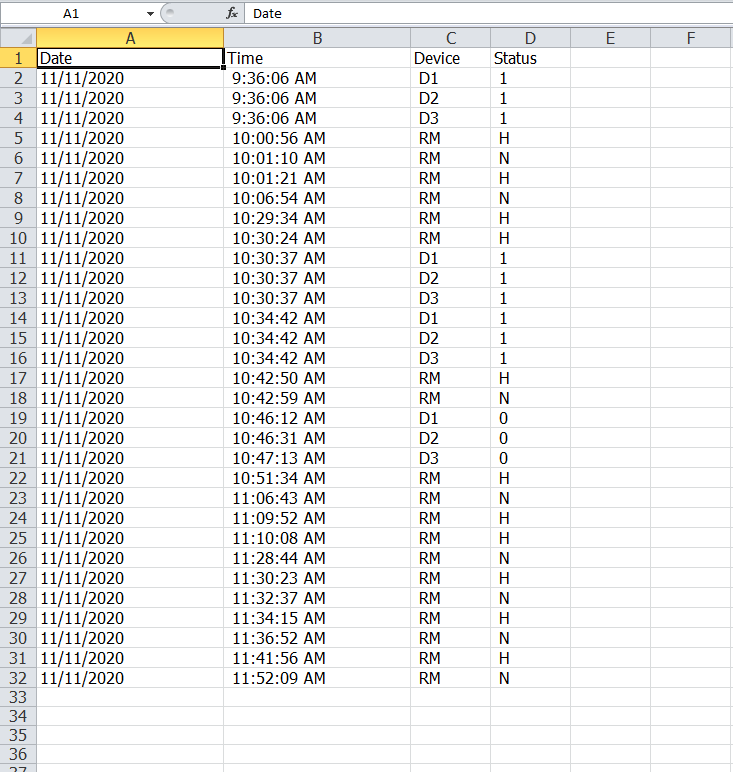 A1 fx Date
A B C D E F
1 Date Time Device Status
2 11/11/2020 9:36:06 AM D1 1
3 11/11/2020 9:36:06 AM D2 1
4 11/11/2020 9:36:06 AM D3 1
5 11/11/2020 10:00:56 AM RM H
6 11/11/2020 10:01:10 AM RM N
7 11/11/2020 10:01:21 AM RM H
8 11/11/2020 10:06:54 AM RM N
9 11/11/2020 10:29:34 AM RM H
10 11/11/2020 10:30:24 AM RM H
11 11/11/2020 10:30:37 AM D1 1
12 11/11/2020 10:30:37 AM D2 1
13 11/11/2020 10:30:37 AM D3 1
14 11/11/2020 10:34:42 AM D1 1
15 11/11/2020 10:34:42 AM D2 1
16 11/11/2020 10:34:42 AM D3 1
17 11/11/2020 10:42:50 AM RM H
18 11/11/2020 10:42:59 AM RM N
19 11/11/2020 10:46:12 AM D1 0
20 11/11/2020 10:46:31 AM D2 0
21 11/11/2020 10:47:13 AM D3 0
22 11/11/2020 10:51:34 AM RM H
23 11/11/2020 11:06:43 AM RM N
24 11/11/2020 11:09:52 AM RM H
25 11/11/2020 11:10:08 AM RM H
26 11/11/2020 11:28:44 AM RM N
27 11/11/2020 11:30:23 AM RM H
28 11/11/2020 11:32:37 AM RM N
29 11/11/2020 11:34:15 AM RM H
30 11/11/2020 11:36:52 AM RM N
31 11/11/2020 11:41:56 AM RM H
32 11/11/2020 11:52:09 AM RM N
33
34
35
36
37